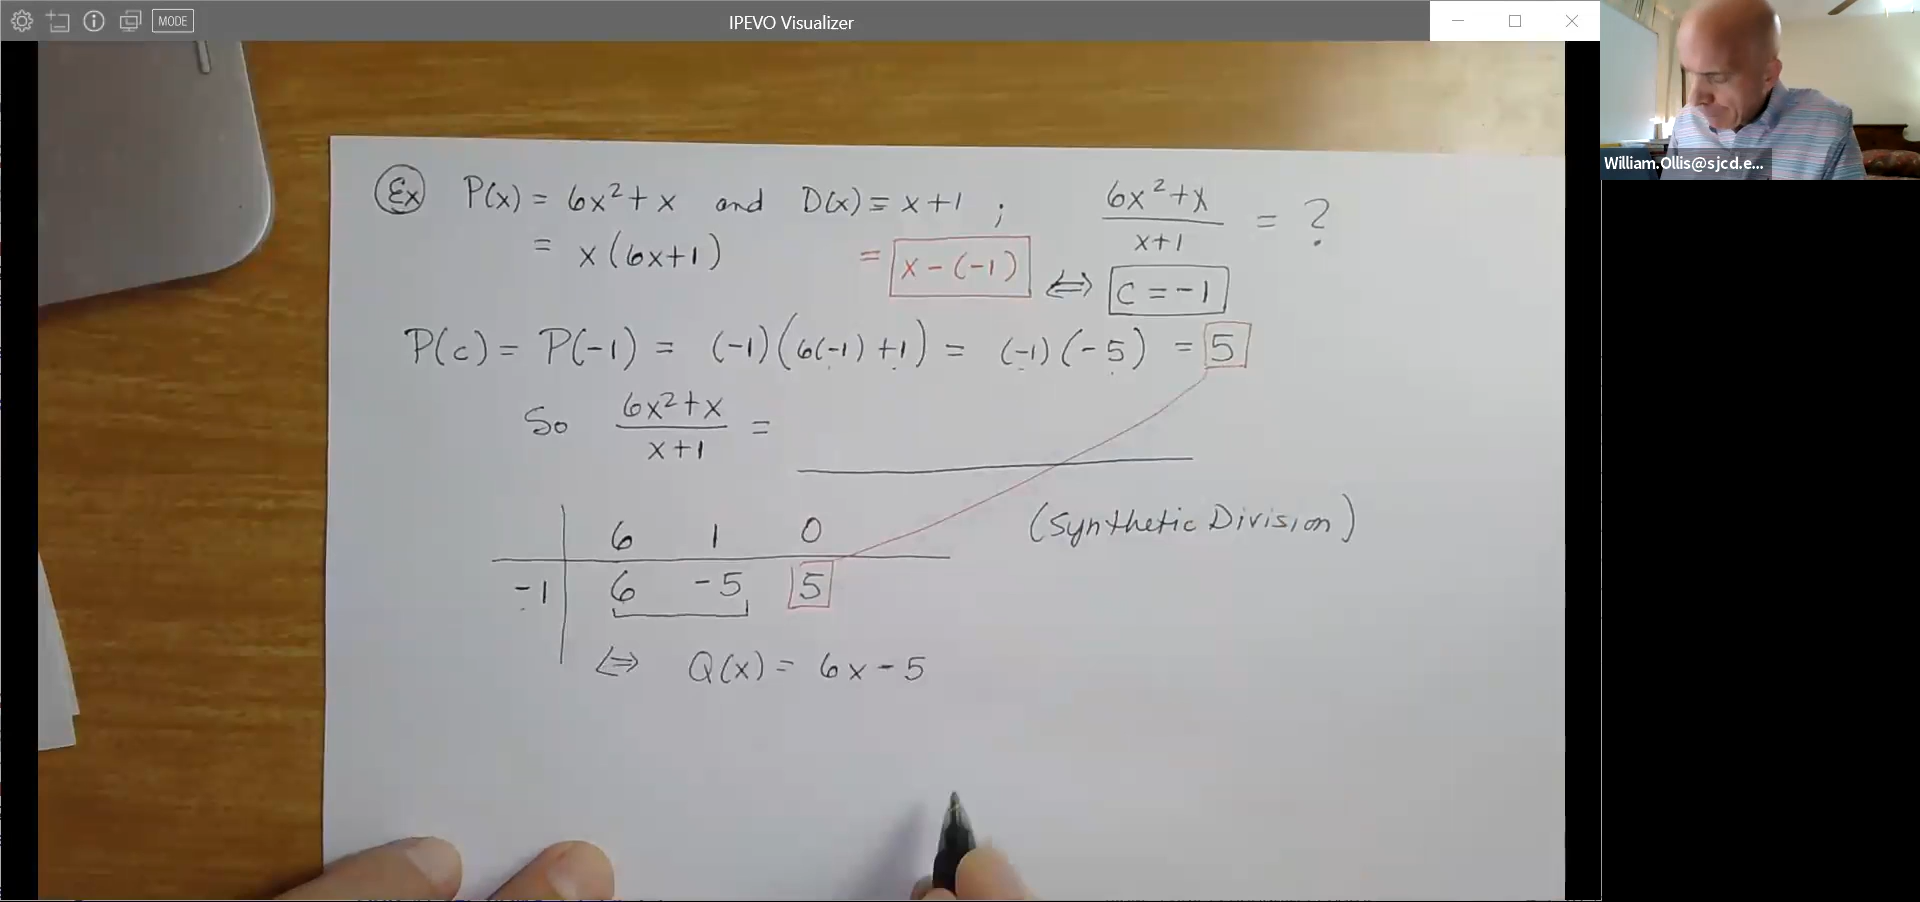 MODE
IPEVO Visualizer
William.Ollis@sjcd.e...
Ex P(x) = 6x² + x and D(x) = x+1 ; 6x²+x / x+1 = ?
= x(6x+1) = x - (-1) ⇔ c = -1
P(c) = P(-1) = (-1)(6(-1)+1) = (-1)(-5) = 5
So 6x²+x / x+1 =
6 1 0 (Synthetic Division)
-1 6 -5 5
⇔ Q(x) = 6x - 5